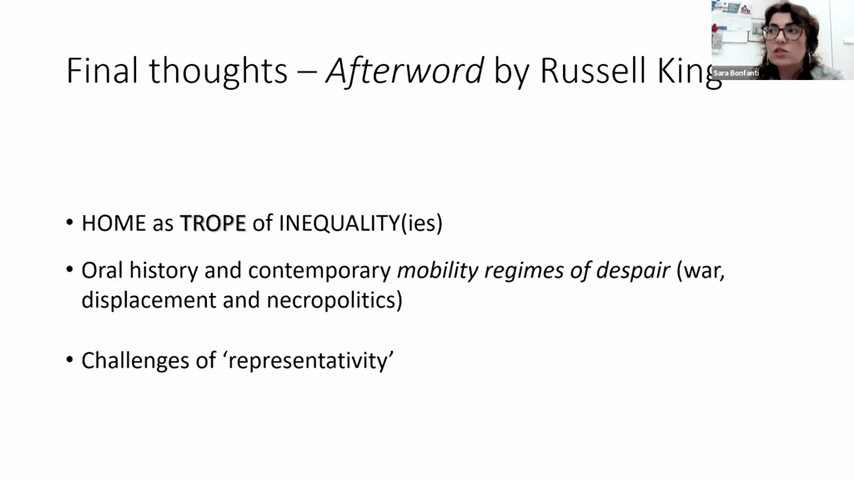 Final thoughts – Afterword by Russell King
Sara Bonfanti
• HOME as TROPE of INEQUALITY(ies)
• Oral history and contemporary mobility regimes of despair (war,
displacement and necropolitics)
• Challenges of ‘representativity’